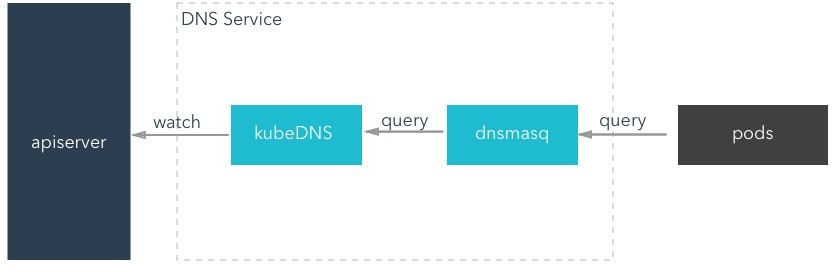 DNS Service
apiserver
watch
kubeDNS
query
dnsmasq
query
pods